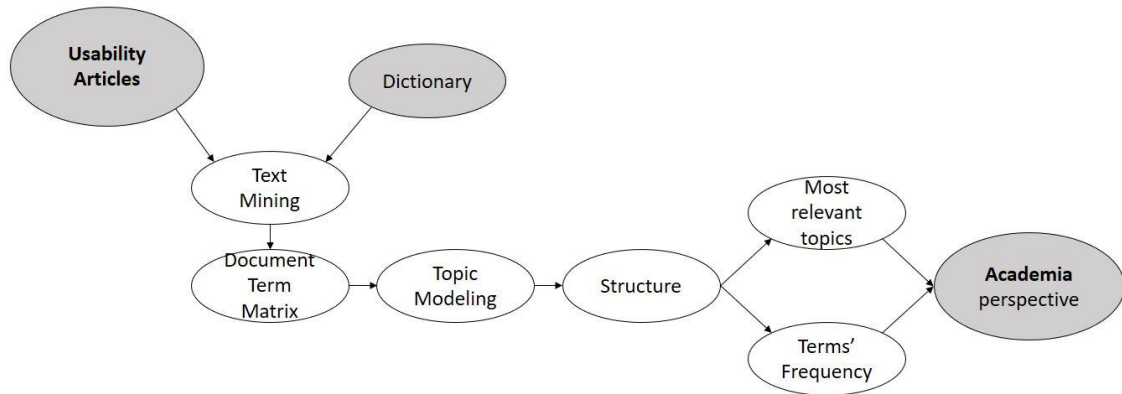 Usability
Articles
Dictionary
Text
Mining
Document
Term
Matrix
Topic
Modeling
Structure
Most
relevant
topics
Terms’
Frequency
Academia
perspective